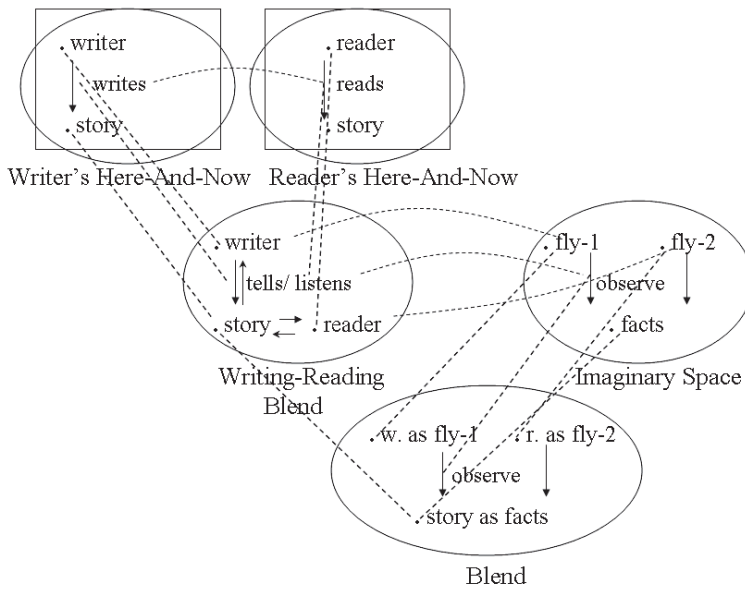 writer
writes
story
Writer's Here-And-Now
reader
reads
story
Reader's Here-And-Now
writer
tells/ listens
story
reader
Writing-Reading
Blend
fly-1
fly-2
observe
facts
Imaginary Space
w. as fly-1
r. as fly-2
observe
story as facts
Blend